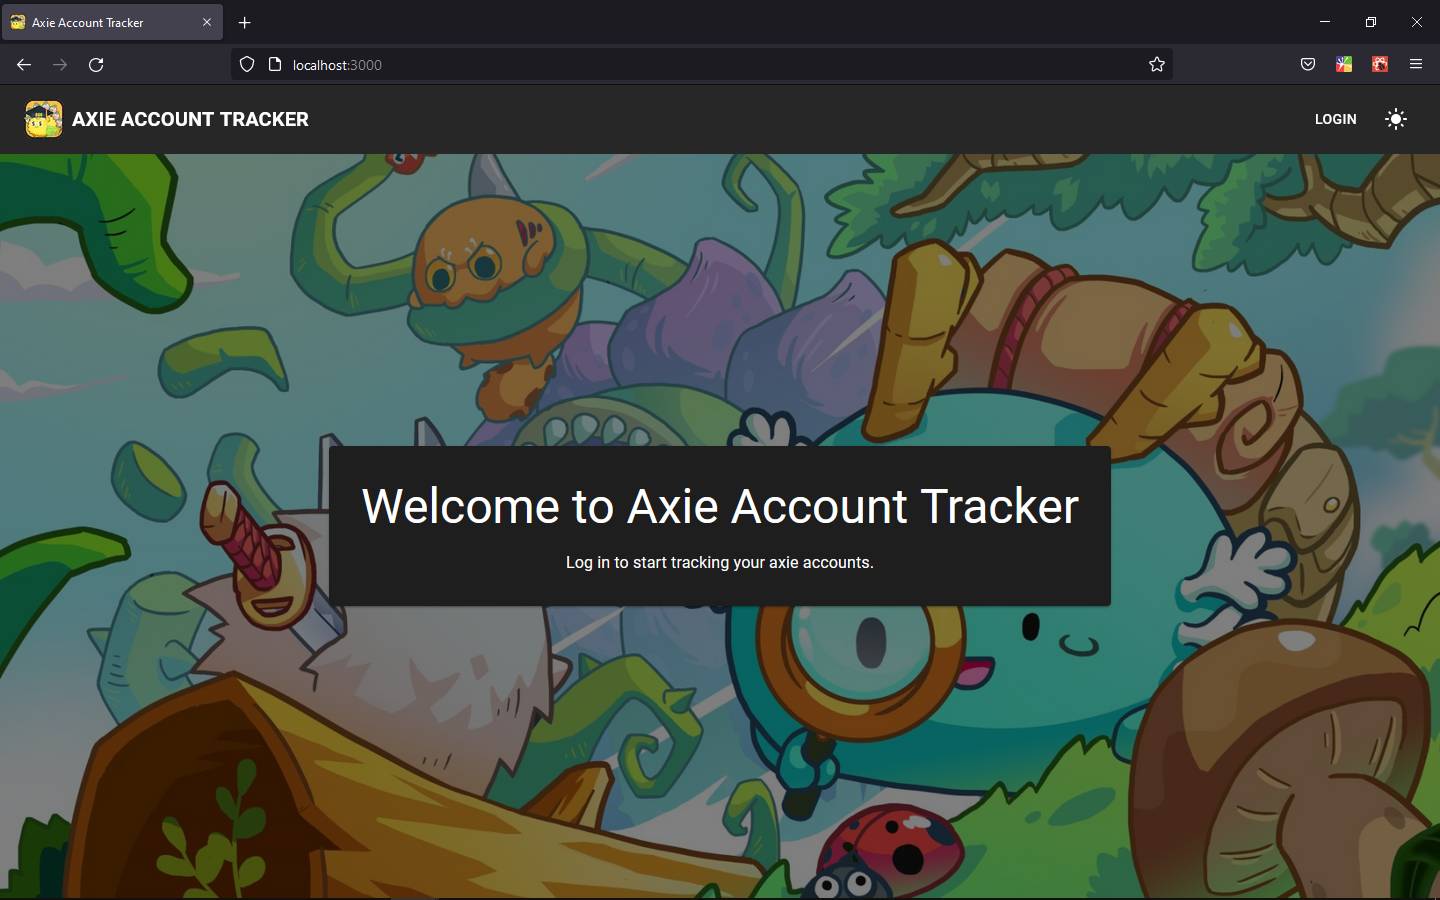 Axie Account Tracker
localhost:3000
AXIE ACCOUNT TRACKER
LOGIN
Welcome to Axie Account Tracker
Log in to start tracking your axie accounts.